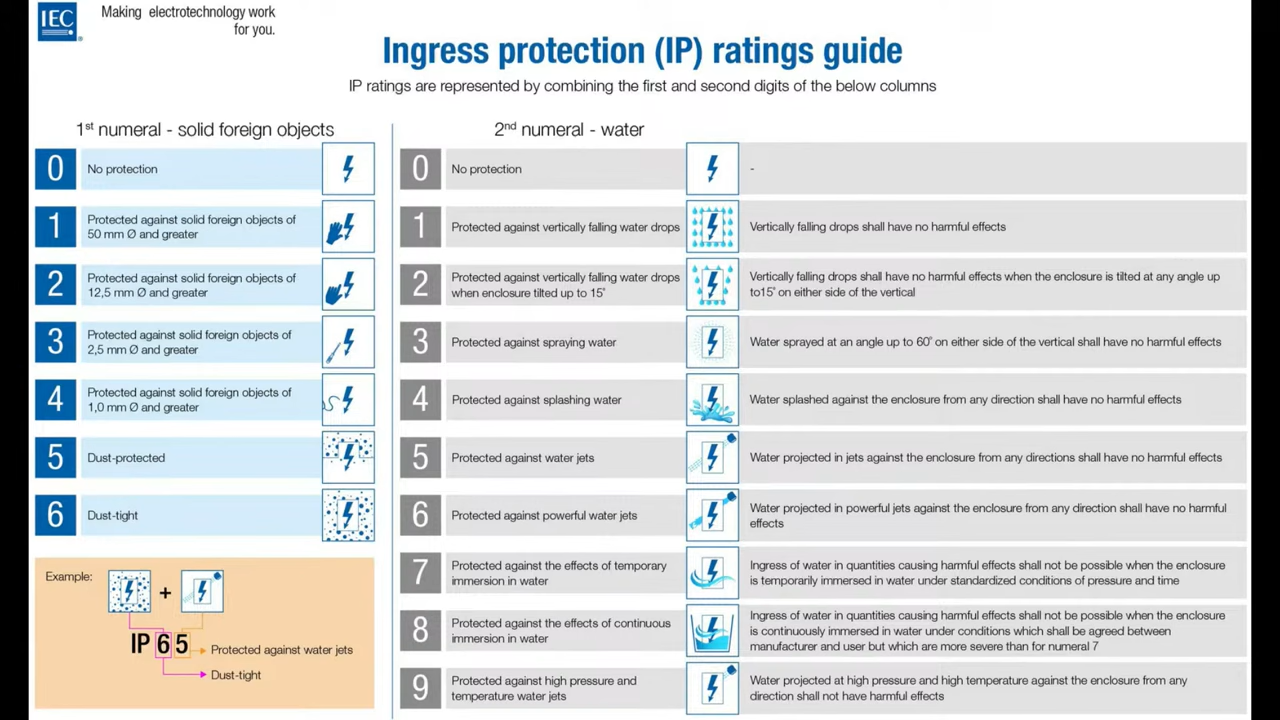 IEC
®
Making electrotechnology work
for you.
Ingress protection (IP) ratings guide
IP ratings are represented by combining the first and second digits of the below columns
1st numeral - solid foreign objects
0
No protection
1
Protected against solid foreign objects of
50 mm Ø and greater
2
Protected against solid foreign objects of
12,5 mm Ø and greater
3
Protected against solid foreign objects of
2,5 mm Ø and greater
4
Protected against solid foreign objects of
1,0 mm Ø and greater
5
Dust-protected
6
Dust-tight
Example:
+
IP 6 5
Protected against water jets
Dust-tight
2nd numeral - water
0
No protection
-
1
Protected against vertically falling water drops
Vertically falling drops shall have no harmful effects
2
Protected against vertically falling water drops
when enclosure tilted up to 15˚
Vertically falling drops shall have no harmful effects when the enclosure is tilted at any angle up
to15˚ on either side of the vertical
3
Protected against spraying water
Water sprayed at an angle up to 60˚ on either side of the vertical shall have no harmful effects
4
Protected against splashing water
Water splashed against the enclosure from any direction shall have no harmful effects
5
Protected against water jets
Water projected in jets against the enclosure from any directions shall have no harmful effects
6
Protected against powerful water jets
Water projected in powerful jets against the enclosure from any direction shall have no harmful
effects
7
Protected against the effects of temporary
immersion in water
Ingress of water in quantities causing harmful effects shall not be possible when the enclosure
is temporarily immersed in water under standardized conditions of pressure and time
8
Protected against the effects of continuous
immersion in water
Ingress of water in quantities causing harmful effects shall not be possible when the enclosure
is continuously immersed in water under conditions which shall be agreed between
manufacturer and user but which are more severe than for numeral 7
9
Protected against high pressure and
temperature water jets
Water projected at high pressure and high temperature against the enclosure from any
direction shall not have harmful effects